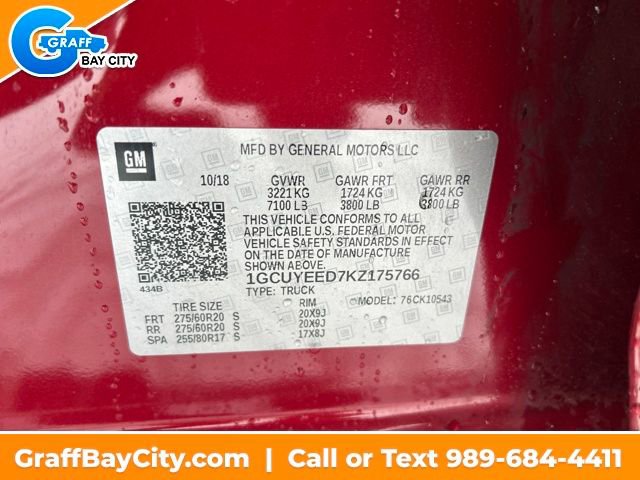 GRAFF
BAY CITY
GM
MFD BY GENERAL MOTORS LLC
10/18 GVWR GAWR FRT GAWR RR
3221 KG 1724 KG 1724 KG
7100 LB 3800 LB 3800 LB
THIS VEHICLE CONFORMS TO ALL
APPLICABLE U.S. FEDERAL MOTOR
VEHICLE SAFETY STANDARDS IN EFFECT
ON THE DATE OF MANUFACTURE
SHOWN ABOVE.
1GCUYEED7KZ175766
434B TYPE: TRUCK
TIRE SIZE RIM MODEL: 76CK10543
FRT 275/60R20 S 20X9J
RR 275/60R20 S 20X9J
SPA 255/80R17 S 17X8J
GraffBayCity.com | Call or Text 989-684-4411